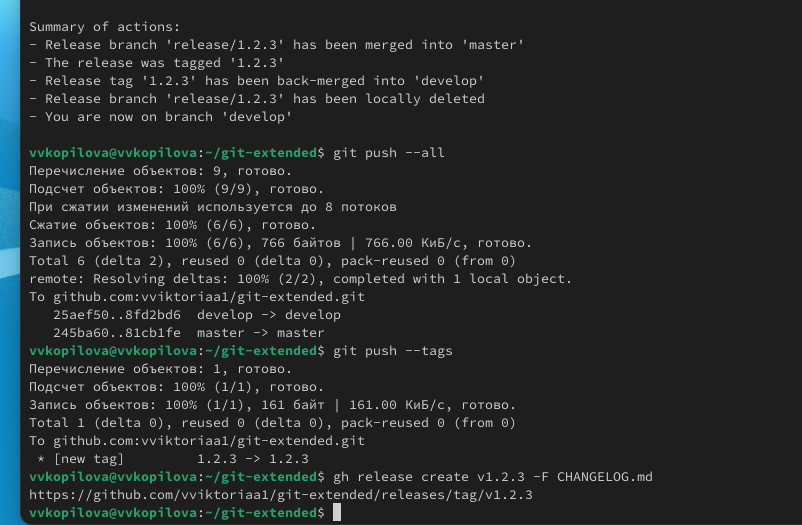 Summary of actions:
- Release branch 'release/1.2.3' has been merged into 'master'
- The release was tagged '1.2.3'
- Release tag '1.2.3' has been back-merged into 'develop'
- Release branch 'release/1.2.3' has been locally deleted
- You are now on branch 'develop'
vvkopilova@vvkopilova:~/git-extended$ git push --all
Перечисление объектов: 9, готово.
Подсчет объектов: 100% (9/9), готово.
При сжатии изменений используется до 8 потоков
Сжатие объектов: 100% (6/6), готово.
Запись объектов: 100% (6/6), 766 байтов | 766.00 КиБ/с, готово.
Total 6 (delta 2), reused 0 (delta 0), pack-reused 0 (from 0)
remote: Resolving deltas: 100% (2/2), completed with 1 local object.
To github.com:vviktoriaa1/git-extended.git
   25aef50..8fd2bd6  develop -> develop
   245ba60..81cb1fe  master -> master
vvkopilova@vvkopilova:~/git-extended$ git push --tags
Перечисление объектов: 1, готово.
Подсчет объектов: 100% (1/1), готово.
Запись объектов: 100% (1/1), 161 байт | 161.00 КиБ/с, готово.
Total 1 (delta 0), reused 0 (delta 0), pack-reused 0 (from 0)
To github.com:vviktoriaa1/git-extended.git
 * [new tag]         1.2.3 -> 1.2.3
vvkopilova@vvkopilova:~/git-extended$ gh release create v1.2.3 -F CHANGELOG.md
https://github.com/vviktoriaa1/git-extended/releases/tag/v1.2.3
vvkopilova@vvkopilova:~/git-extended$